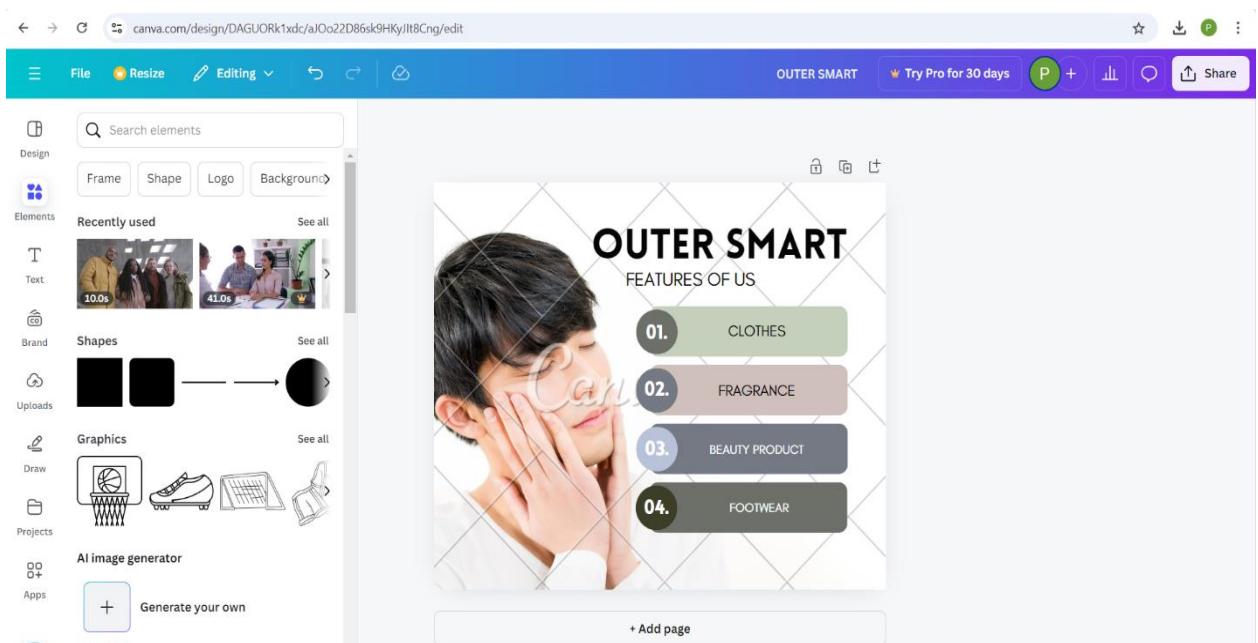 canva.com/design/DAGUORk1xdc/aJOo22D86sk9HKyJIt8Cng/edit
P
File Resize Editing OUTER SMART Try Pro for 30 days P + Share
Design
Elements
Text
Brand
Uploads
Draw
Projects
Apps
Search elements
Frame Shape Logo Background
Recently used See all
10.0s 41.0s
Shapes See all
Graphics See all
AI image generator
+ Generate your own
OUTER SMART
FEATURES OF US
01. CLOTHES
02. FRAGRANCE
03. BEAUTY PRODUCT
04. FOOTWEAR
+ Add page